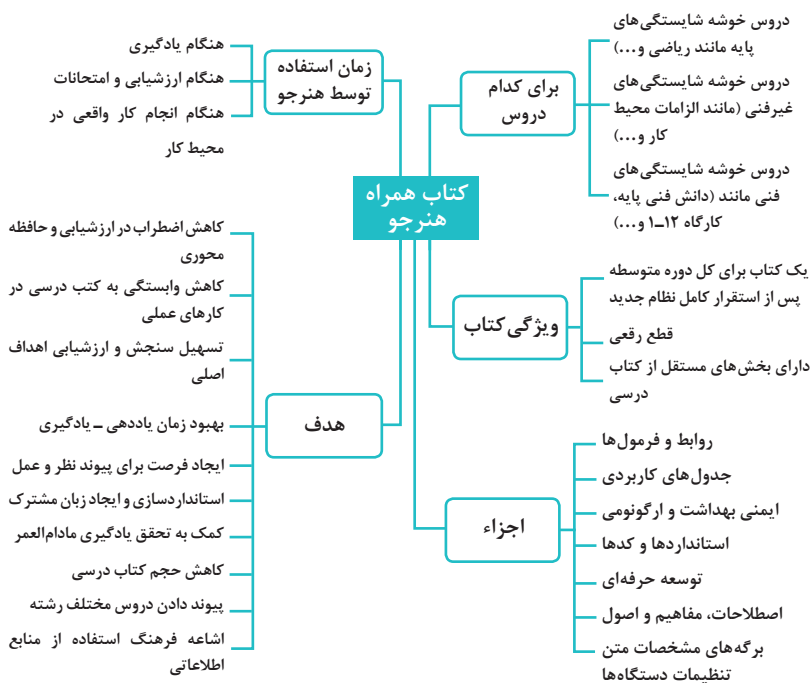 کتاب همراه
هنرجو
برای کدام
دروس
دروس خوشه شایستگی‌های
پایه مانند ریاضی و...)
دروس خوشه شایستگی‌های
غیرفنی (مانند الزامات محیط
کار و...)
دروس خوشه شایستگی‌های
فنی مانند (دانش فنی پایه،
کارگاه ۱۲ــ۱ و...)
ویژگی کتاب
یک کتاب برای کل دوره متوسطه
پس از استقرار کامل نظام جدید
قطع رقعی
دارای بخش‌های مستقل از کتاب
درسی
اجزاء
روابط و فرمول‌ها
جدول‌های کاربردی
ایمنی بهداشت و ارگونومی
استانداردها و کدها
توسعه حرفه‌ای
اصطلاحات، مفاهیم و اصول
برگه‌های مشخصات متن
تنظیمات دستگاه‌ها
زمان استفاده
توسط هنرجو
هنگام یادگیری
هنگام ارزشیابی و امتحانات
هنگام انجام کار واقعی در
محیط کار
هدف
کاهش اضطراب در ارزشیابی و حافظه
محوری
کاهش وابستگی به کتب درسی در
کارهای عملی
تسهیل سنجش و ارزشیابی اهداف
اصلی
بهبود زمان یاددهی ــ یادگیری
ایجاد فرصت برای پیوند نظر و عمل
استانداردسازی و ایجاد زبان مشترک
کمک به تحقق یادگیری مادام‌العمر
کاهش حجم کتاب درسی
پیوند دادن دروس مختلف رشته
اشاعه فرهنگ استفاده از منابع
اطلاعاتی